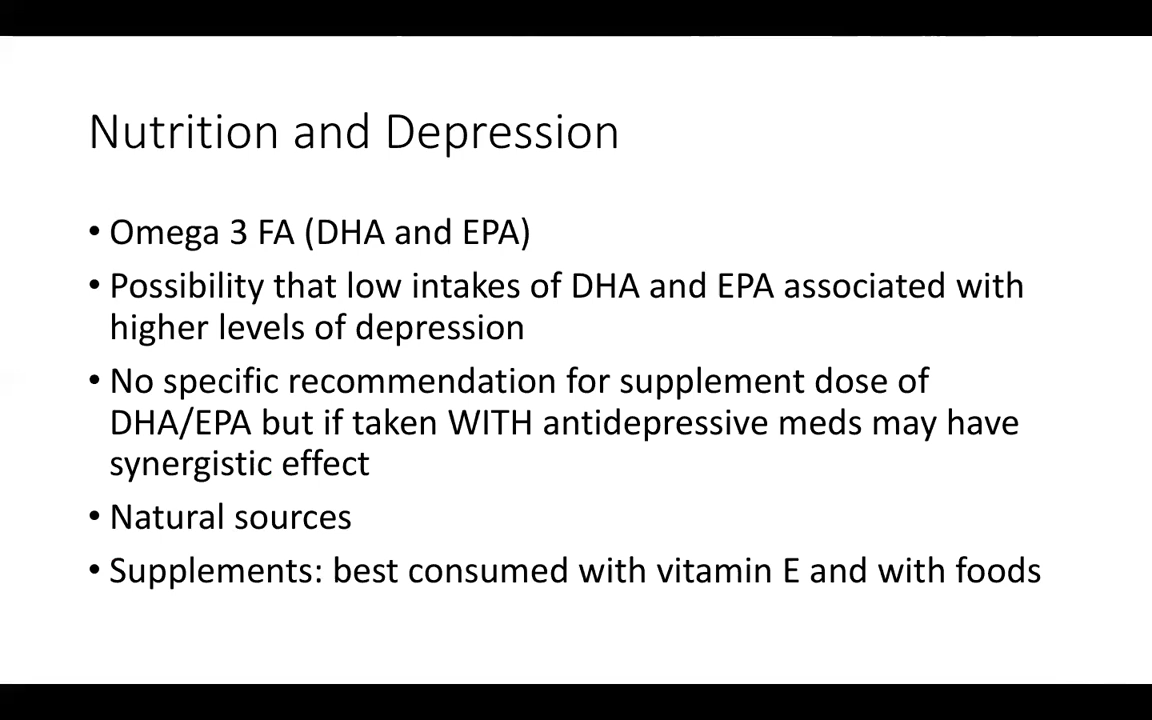 Nutrition and Depression
• Omega 3 FA (DHA and EPA)
• Possibility that low intakes of DHA and EPA associated with
higher levels of depression
• No specific recommendation for supplement dose of
DHA/EPA but if taken WITH antidepressive meds may have
synergistic effect
• Natural sources
• Supplements: best consumed with vitamin E and with foods